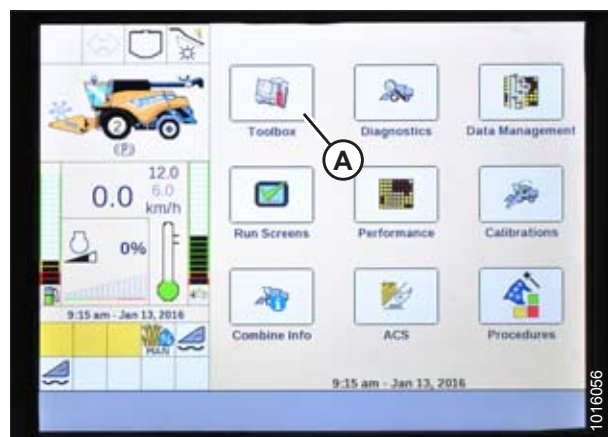 2
(P)
12.0
0.0
6.0
km/h
0%
9:15 am - Jan 13, 2016
MAN
Toolbox
Diagnostics
Data Management
A
Run Screens
Performance
Calibrations
Combine Info
ACS
Procedures
9:15 am - Jan 13, 2016
1016056